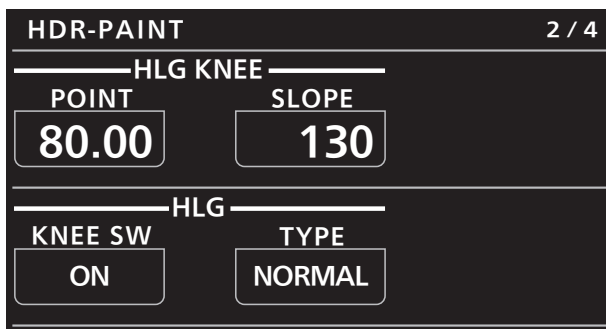 HDR-PAINT 2 / 4
HLG KNEE
POINT SLOPE
80.00 130
HLG
KNEE SW TYPE
ON NORMAL